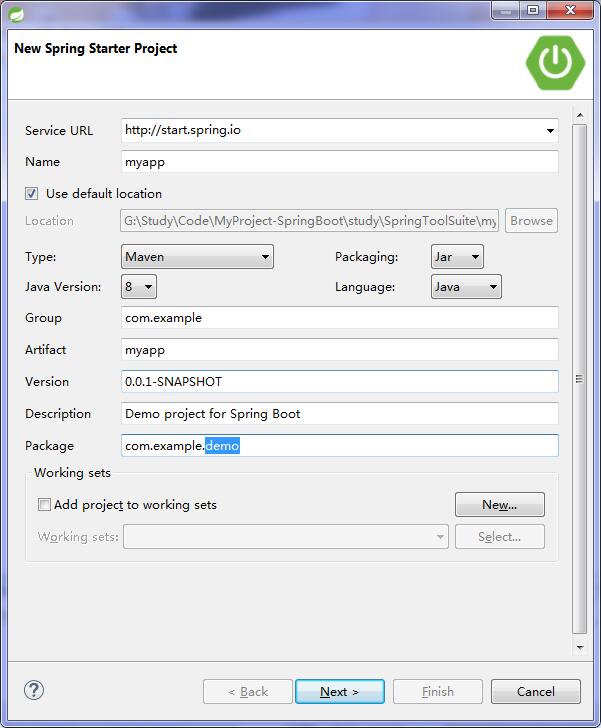 New Spring Starter Project
Service URL http://start.spring.io
Name myapp
Use default location
Location G:\Study\Code\MyProject-SpringBoot\study\SpringToolSuite\my Browse
Type: Maven Packaging: Jar
Java Version: 8 Language: Java
Group com.example
Artifact myapp
Version 0.0.1-SNAPSHOT
Description Demo project for Spring Boot
Package com.example.demo
Working sets
Add project to working sets New...
Working sets: Select...
? < Back Next > Finish Cancel